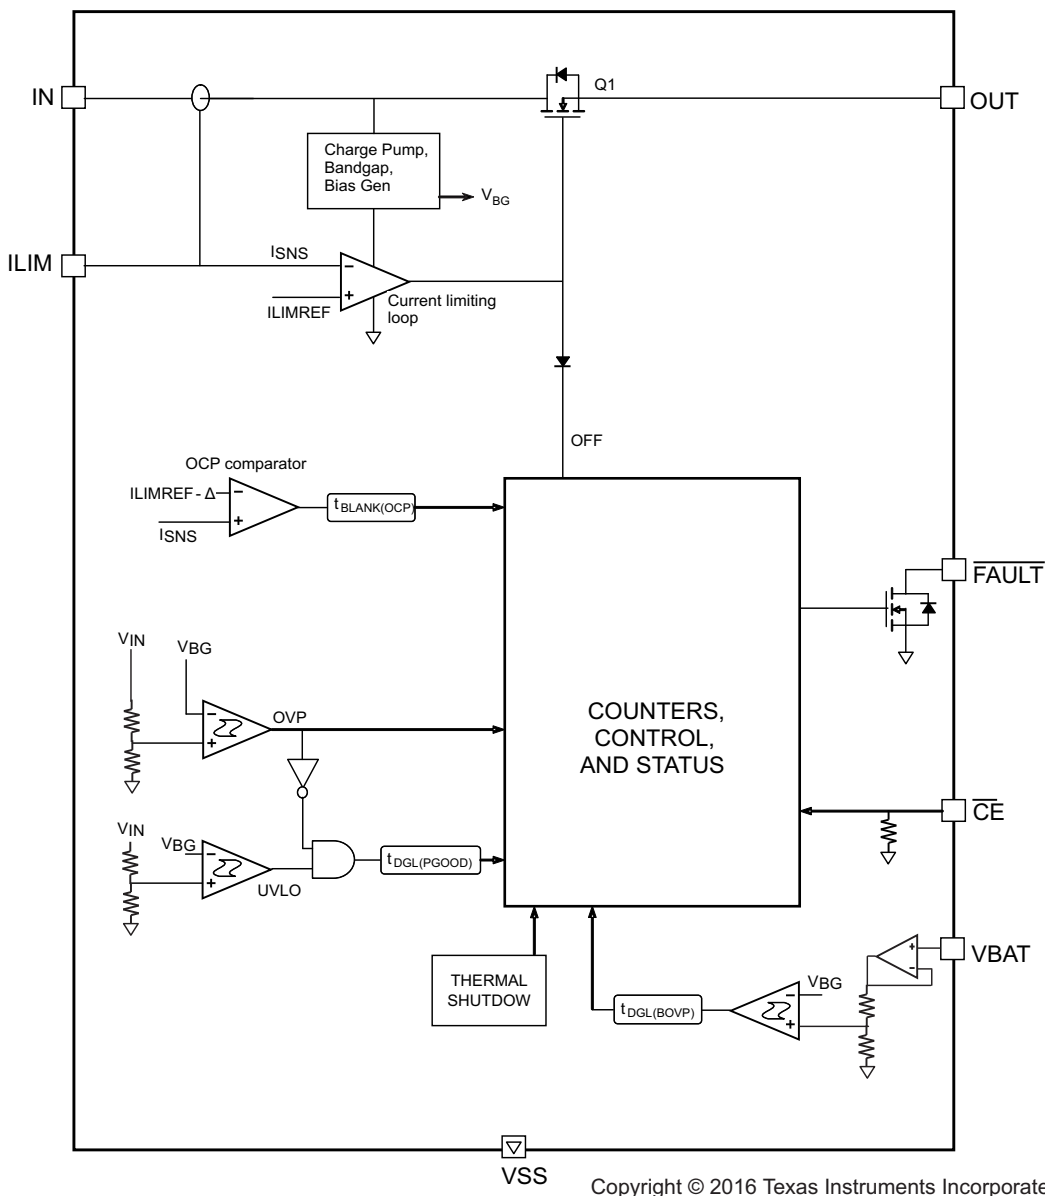 IN
Q1
OUT
Charge Pump,
Bandgap,
Bias Gen
VBG
ILIM
ISNS
ILIMREF
Current limiting
loop
OFF
OCP comparator
ILIMREF - Δ
ISNS
tBLANK(OCP)
FAULT
VIN
VBG
OVP
COUNTERS,
CONTROL,
AND STATUS
CE
VIN
VBG
UVLO
tDGL(PGOOD)
VBAT
THERMAL
SHUTDOW
tDGL(BOVP)
VBG
VSS
Copyright © 2016 Texas Instruments Incorporate